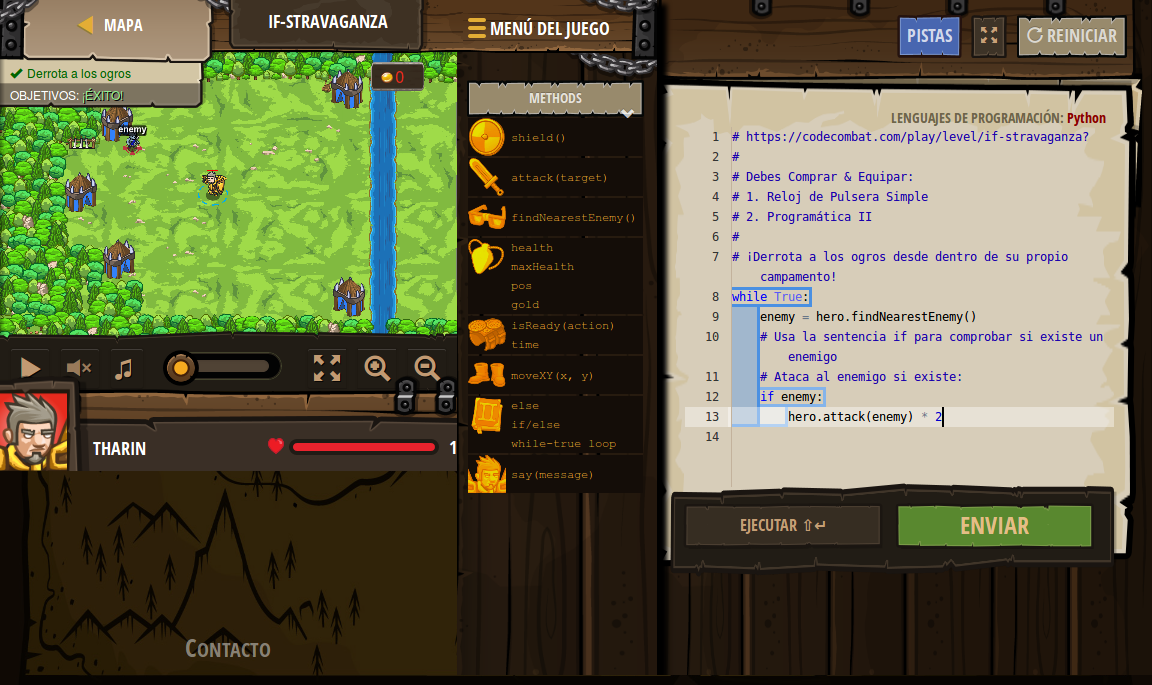 MAPA
IF-STRAVAGANZA
MENÚ DEL JUEGO
PISTAS
REINICIAR
Derrota a los ogros
OBJETIVOS: ¡ÉXITO!
0
enemy
METHODS
shield()
attack(target)
findNearestEnemy()
health
maxHealth
pos
gold
isReady(action)
time
moveXY(x, y)
else
if/else
while-true loop
say(message)
LENGUAJES DE PROGRAMACIÓN: Python
1 # https://codecombat.com/play/level/if-stravaganza?
2 #
3 # Debes Comprar & Equipar:
4 # 1. Reloj de Pulsera Simple
5 # 2. Programática II
6 #
7 # ¡Derrota a los ogros desde dentro de su propio
campamento!
8 while True:
9 enemy = hero.findNearestEnemy()
10 # Usa la sentencia if para comprobar si existe un
enemigo
11 # Ataca al enemigo si existe:
12 if enemy:
13 hero.attack(enemy) * 2
14
EJECUTAR ⇧↵
ENVIAR
THARIN
1
CONTACTO